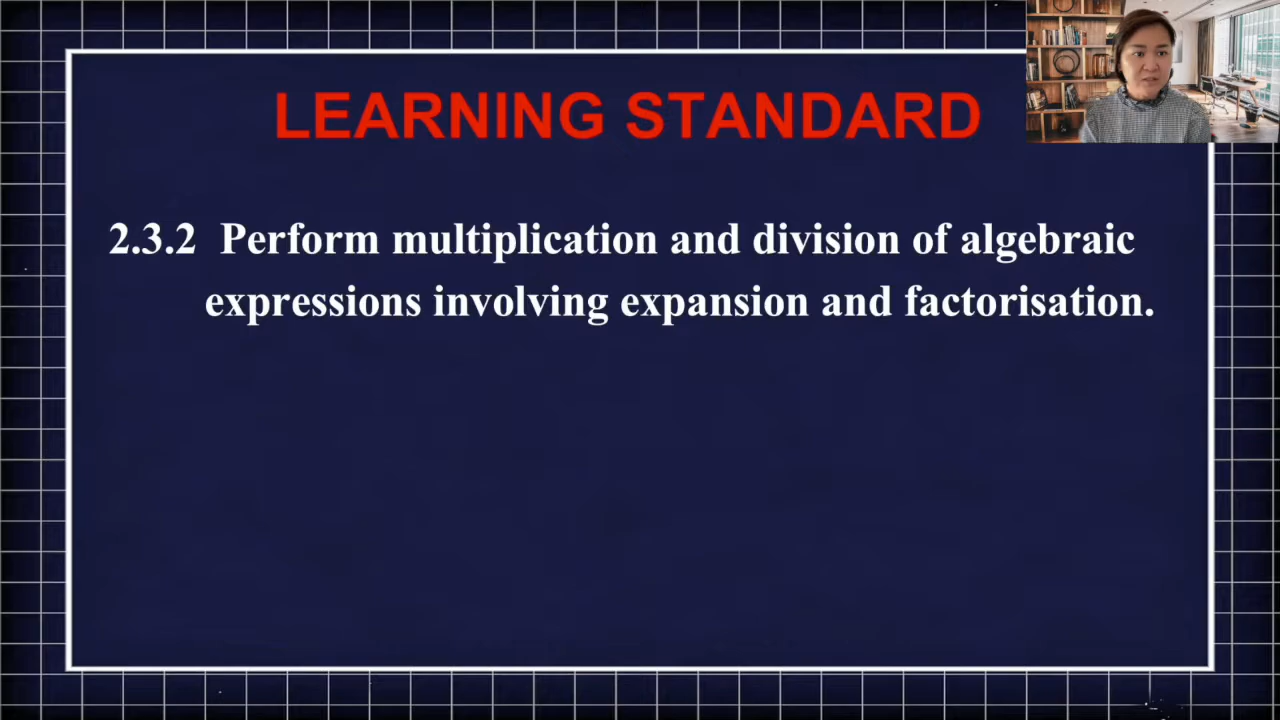 LEARNING STANDARD
2.3.2 Perform multiplication and division of algebraic
expressions involving expansion and factorisation.